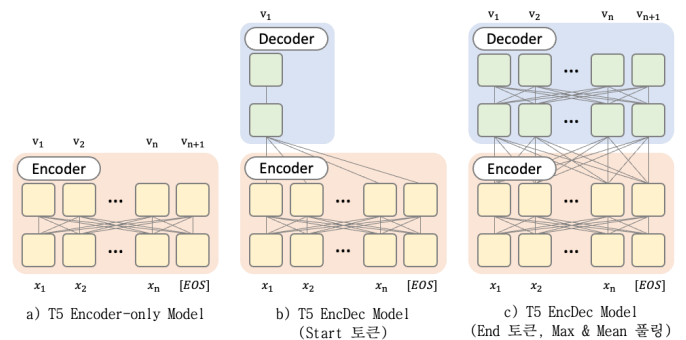 v₁
v₁ v₂ vₙ vₙ₊₁
Decoder
Decoder
...
...
v₁ v₂ vₙ vₙ₊₁
Encoder
Encoder
Encoder
...
...
...
...
...
...
x₁ x₂ xₙ [EOS]
x₁ x₂ xₙ [EOS]
x₁ x₂ xₙ [EOS]
a) T5 Encoder-only Model
b) T5 EncDec Model
(Start 토큰)
c) T5 EncDec Model
(End 토큰, Max & Mean 풀링)